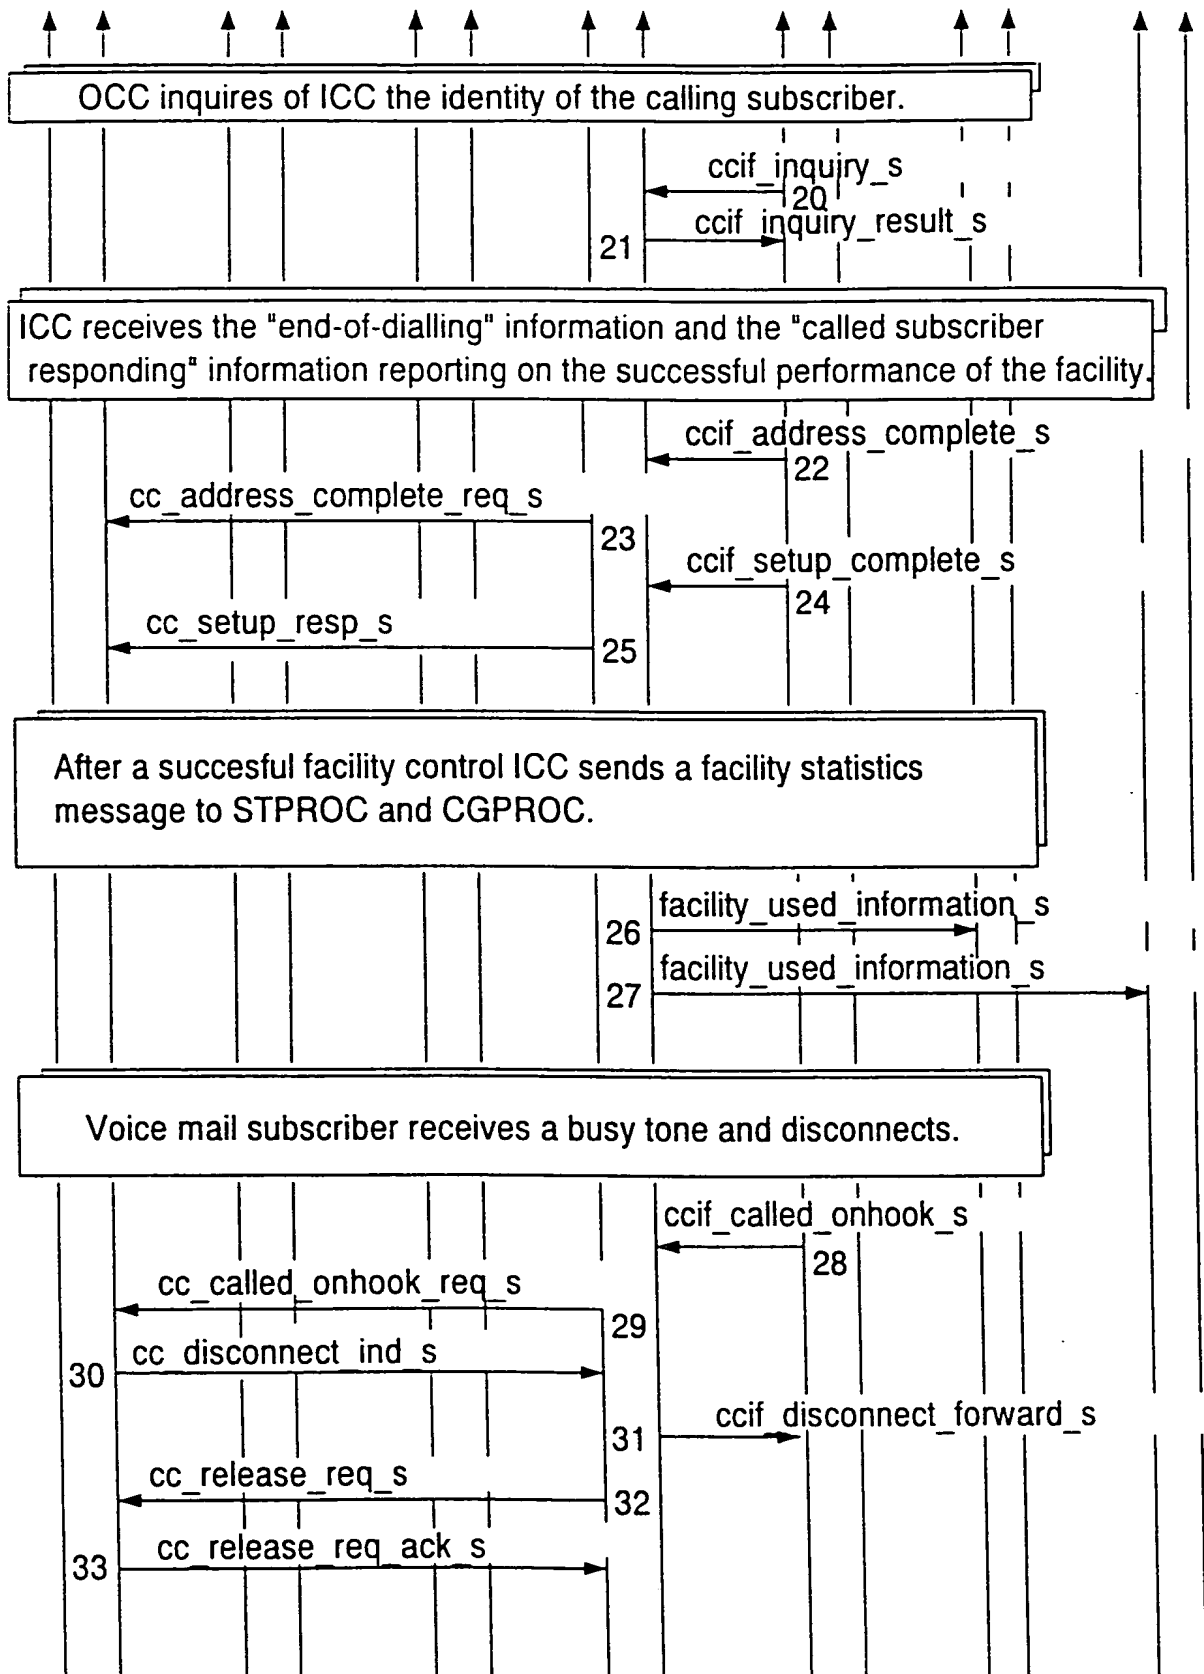 OCC inquires of ICC the identity of the calling subscriber.
ccif_inquiry_s
20
ccif_inquiry_result_s
21
ICC receives the "end-of-dialling" information and the "called subscriber
responding" information reporting on the successful performance of the facility.
ccif_address_complete_s
22
cc_address_complete_req_s
23
ccif_setup_complete_s
24
cc_setup_resp_s
25
After a succesful facility control ICC sends a facility statistics
message to STPROC and CGPROC.
facility_used_information_s
26
facility_used_information_s
27
Voice mail subscriber receives a busy tone and disconnects.
ccif_called_onhook_s
28
cc_called_onhook_req_s
29
cc_disconnect_ind_s
30
ccif_disconnect_forward_s
31
cc_release_req_s
32
cc_release_req_ack_s
33